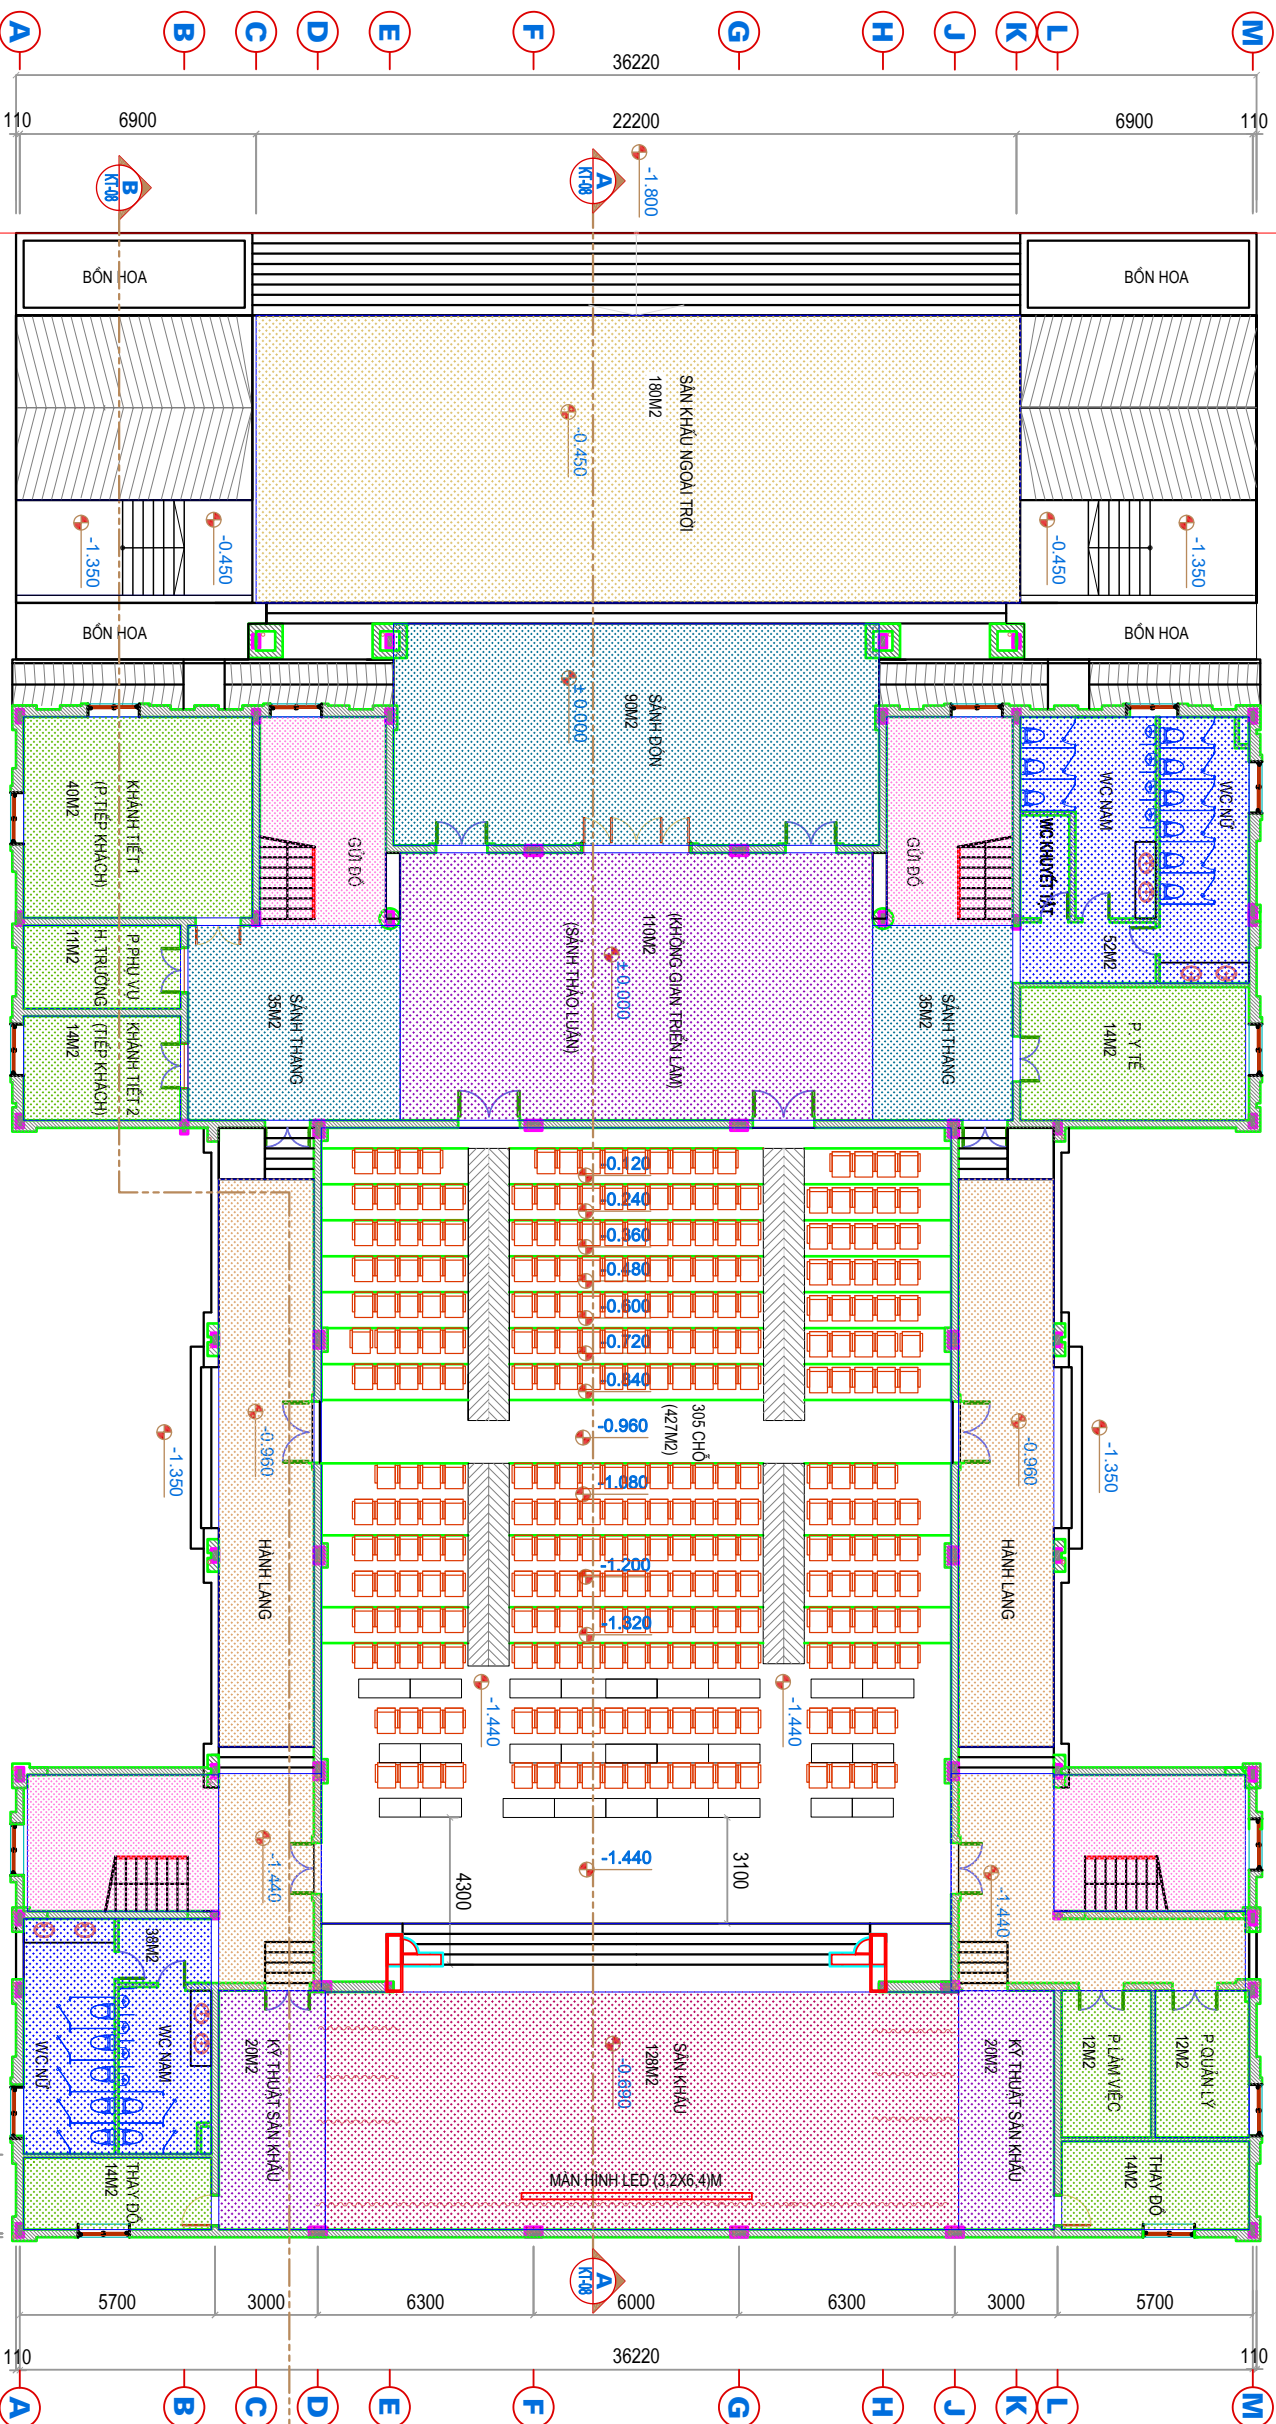 A B C D E F G H J K L M
36220
110 6900 22200 6900 110
B
KT-08
A
KT-08
-1.800
BỒN HOA
BỒN HOA
SÂN KHẤU NGOÀI TRỜI
180M2
-0.450
-1.350
-0.450
-0.450
-1.350
BỒN HOA
BỒN HOA
SẢNH ĐÓN
90M2
±0.000
KHÁNH TIẾT 1
(P.TIẾP KHÁCH)
40M2
GỬI ĐỒ
GỬI ĐỒ
WC NỮ
WC NAM
WC KHUYẾT TẬT
52M2
P.PHỤ VỤ
H.TRƯỜNG
11M2
KHÁNH TIẾT 2
(TIẾP KHÁCH)
14M2
SẢNH THANG
35M2
(KHÔNG GIAN TRIỂN LÃM)
110M2
±0.000
(SẢNH THẢO LUẬN)
SẢNH THANG
35M2
P. Y TẾ
14M2
-0.120
-0.240
-0.360
-0.480
-0.600
-0.720
-0.840
305 CHỖ
(427M2)
-0.960
-1.080
-1.200
-1.320
-0.960
-1.350
-0.960
-1.350
HÀNH LANG
HÀNH LANG
-1.440
-1.440
-1.440
3100
4300
-1.440
-1.440
38M2
WC NAM
WC NỮ
KỸ THUẬT SÂN KHẤU
20M2
SÂN KHẤU
128M2
-0.690
KỸ THUẬT SÂN KHẤU
20M2
P.LÀM VIỆC
12M2
P.QUẢN LÝ
12M2
THAY ĐỒ
14M2
MÀN HÌNH LED (3,2X6,4)M
THAY ĐỒ
14M2
A
KT-08
5700 3000 6300 6000 6300 3000 5700
110 36220 110
A B C D E F G H J K L M